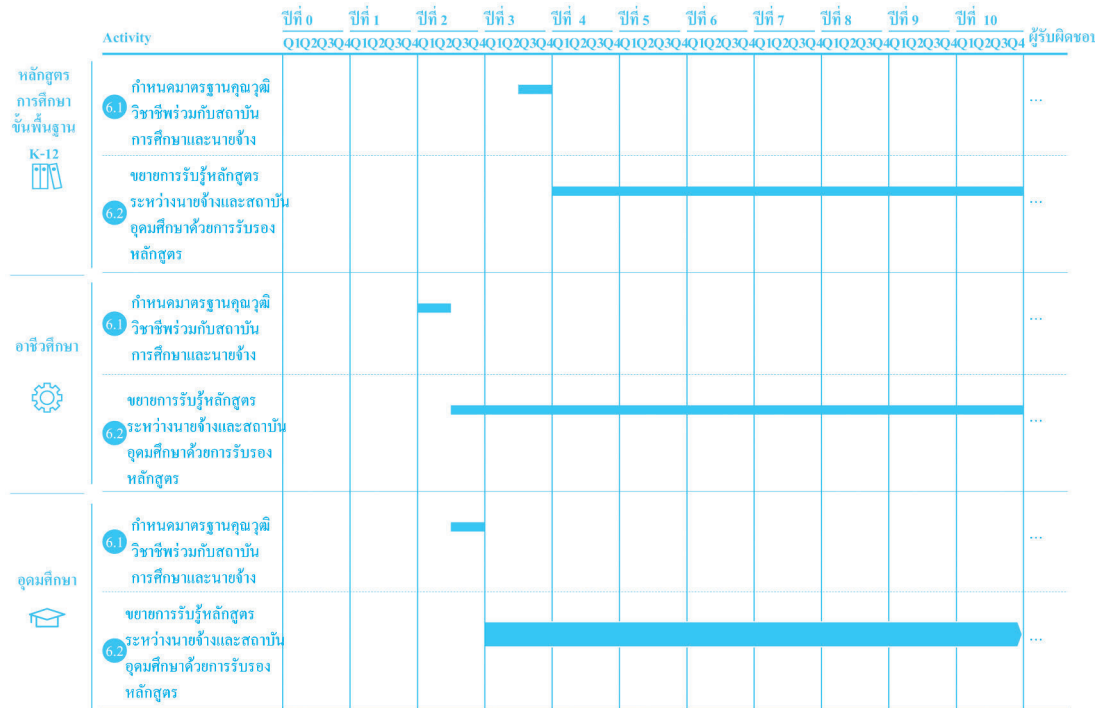 ปีที่ 0 ปีที่ 1 ปีที่ 2 ปีที่ 3 ปีที่ 4 ปีที่ 5 ปีที่ 6 ปีที่ 7 ปีที่ 8 ปีที่ 9 ปีที่ 10
Activity Q1Q2Q3Q4Q1Q2Q3Q4Q1Q2Q3Q4Q1Q2Q3Q4Q1Q2Q3Q4Q1Q2Q3Q4Q1Q2Q3Q4Q1Q2Q3Q4Q1Q2Q3Q4Q1Q2Q3Q4Q1Q2Q3Q4 ผู้รับผิดชอบ
หลักสูตร
การศึกษา
ขั้นพื้นฐาน
K-12
6.1
กำหนดมาตรฐานคุณวุฒิ
วิชาชีพร่วมกับสถาบัน
การศึกษาและนายจ้าง
...
6.2
ขยายการรับรู้หลักสูตร
ระหว่างนายจ้างและสถาบัน
อุดมศึกษาด้วยการรับรอง
หลักสูตร
...
อาชีวศึกษา
6.1
กำหนดมาตรฐานคุณวุฒิ
วิชาชีพร่วมกับสถาบัน
การศึกษาและนายจ้าง
...
6.2
ขยายการรับรู้หลักสูตร
ระหว่างนายจ้างและสถาบัน
อุดมศึกษาด้วยการรับรอง
หลักสูตร
...
อุดมศึกษา
6.1
กำหนดมาตรฐานคุณวุฒิ
วิชาชีพร่วมกับสถาบัน
การศึกษาและนายจ้าง
...
6.2
ขยายการรับรู้หลักสูตร
ระหว่างนายจ้างและสถาบัน
อุดมศึกษาด้วยการรับรอง
หลักสูตร
...